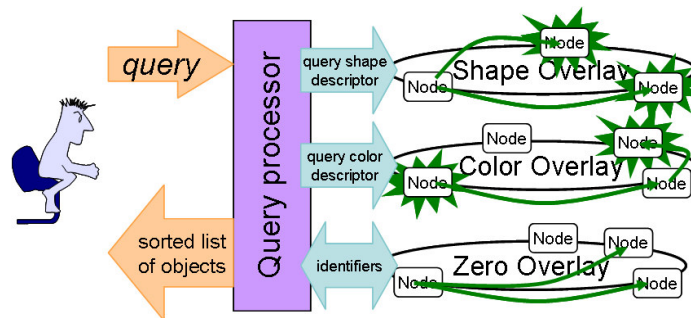 query
sorted list
of objects
Query processor
query shape
descriptor
query color
descriptor
identifiers
Node
Shape Overlay
Node
Node
Node
Node
Color Overlay
Node
Node
Node
Node
Zero Overlay
Node
Node